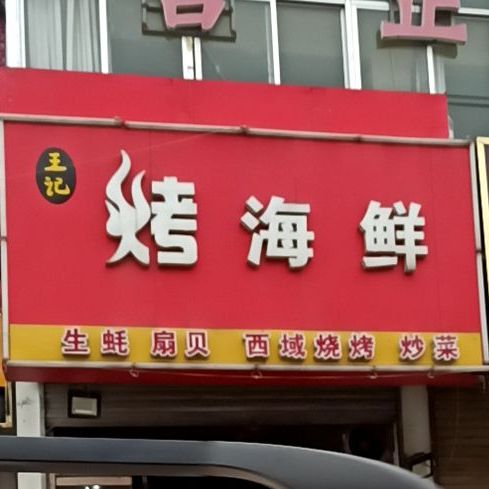 王记
烤海鲜
生蚝 扇贝 西域烧烤 炒菜